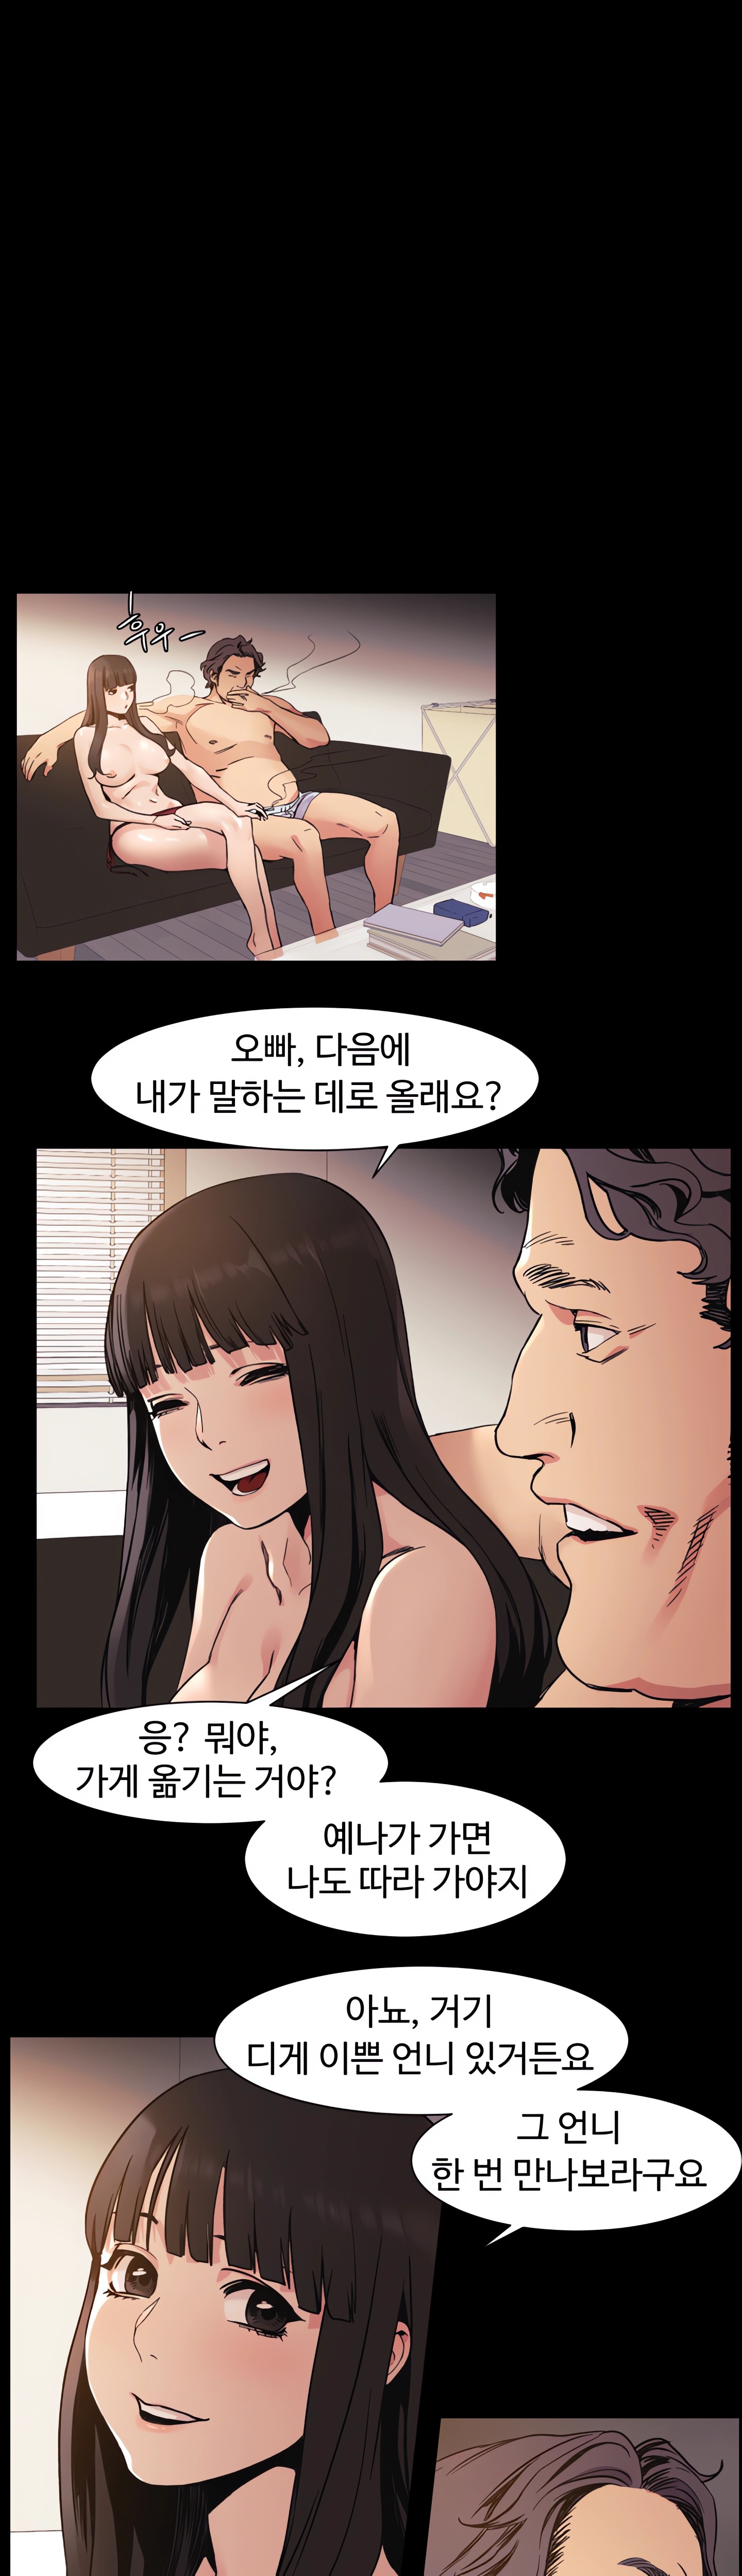 후우~
오빠, 다음에
내가 말하는 데로 올래요?
응? 뭐야,
가게 옮기는 거야?
예나가 가면
나도 따라 가야지
아뇨, 거기
디게 이쁜 언니 있거든요
그 언니
한 번 만나보라구요